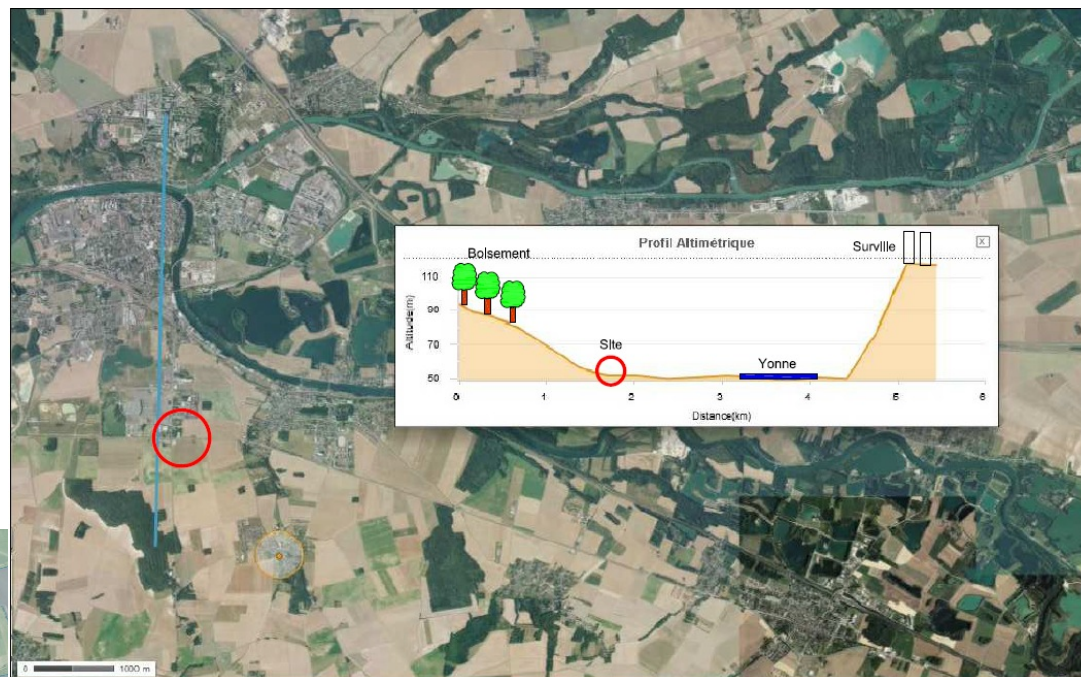 Profil Altimétrique
X
Surville
Boisement
110
90
70
50
Altitude(m)
Site
Yonne
0 1 2 3 4 5 6
Distance(km)
0 1000 m